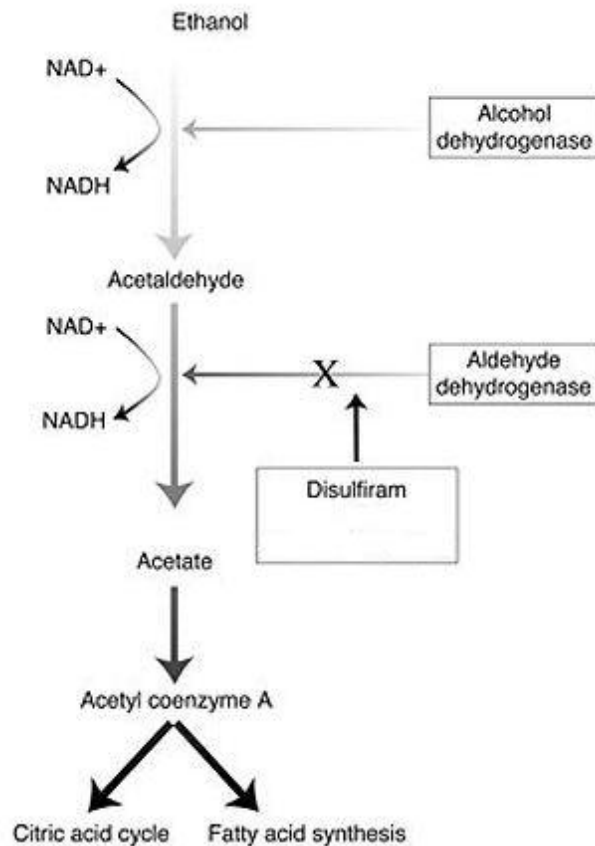 Ethanol
NAD+
Alcohol
dehydrogenase
NADH
Acetaldehyde
NAD+
Aldehyde
dehydrogenase
X
NADH
Disulfiram
Acetate
Acetyl coenzyme A
Citric acid cycle
Fatty acid synthesis